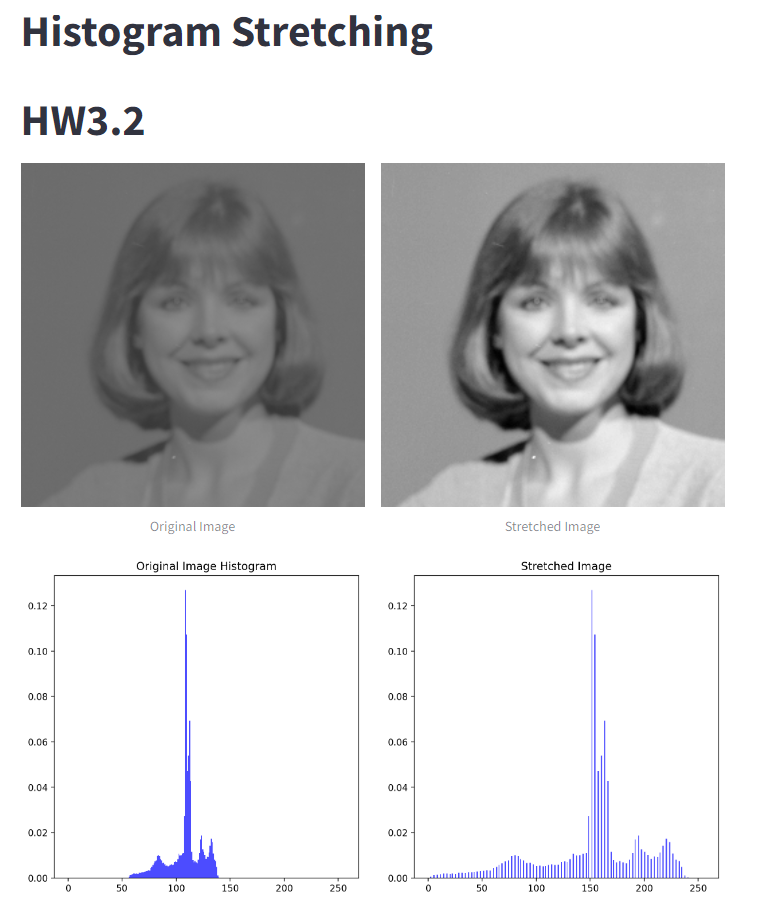 Histogram Stretching
HW3.2
Original Image
Stretched Image
Original Image Histogram
0.12
0.10
0.08
0.06
0.04
0.02
0.00
0 50 100 150 200 250
Stretched Image
0.12
0.10
0.08
0.06
0.04
0.02
0.00
0 50 100 150 200 250